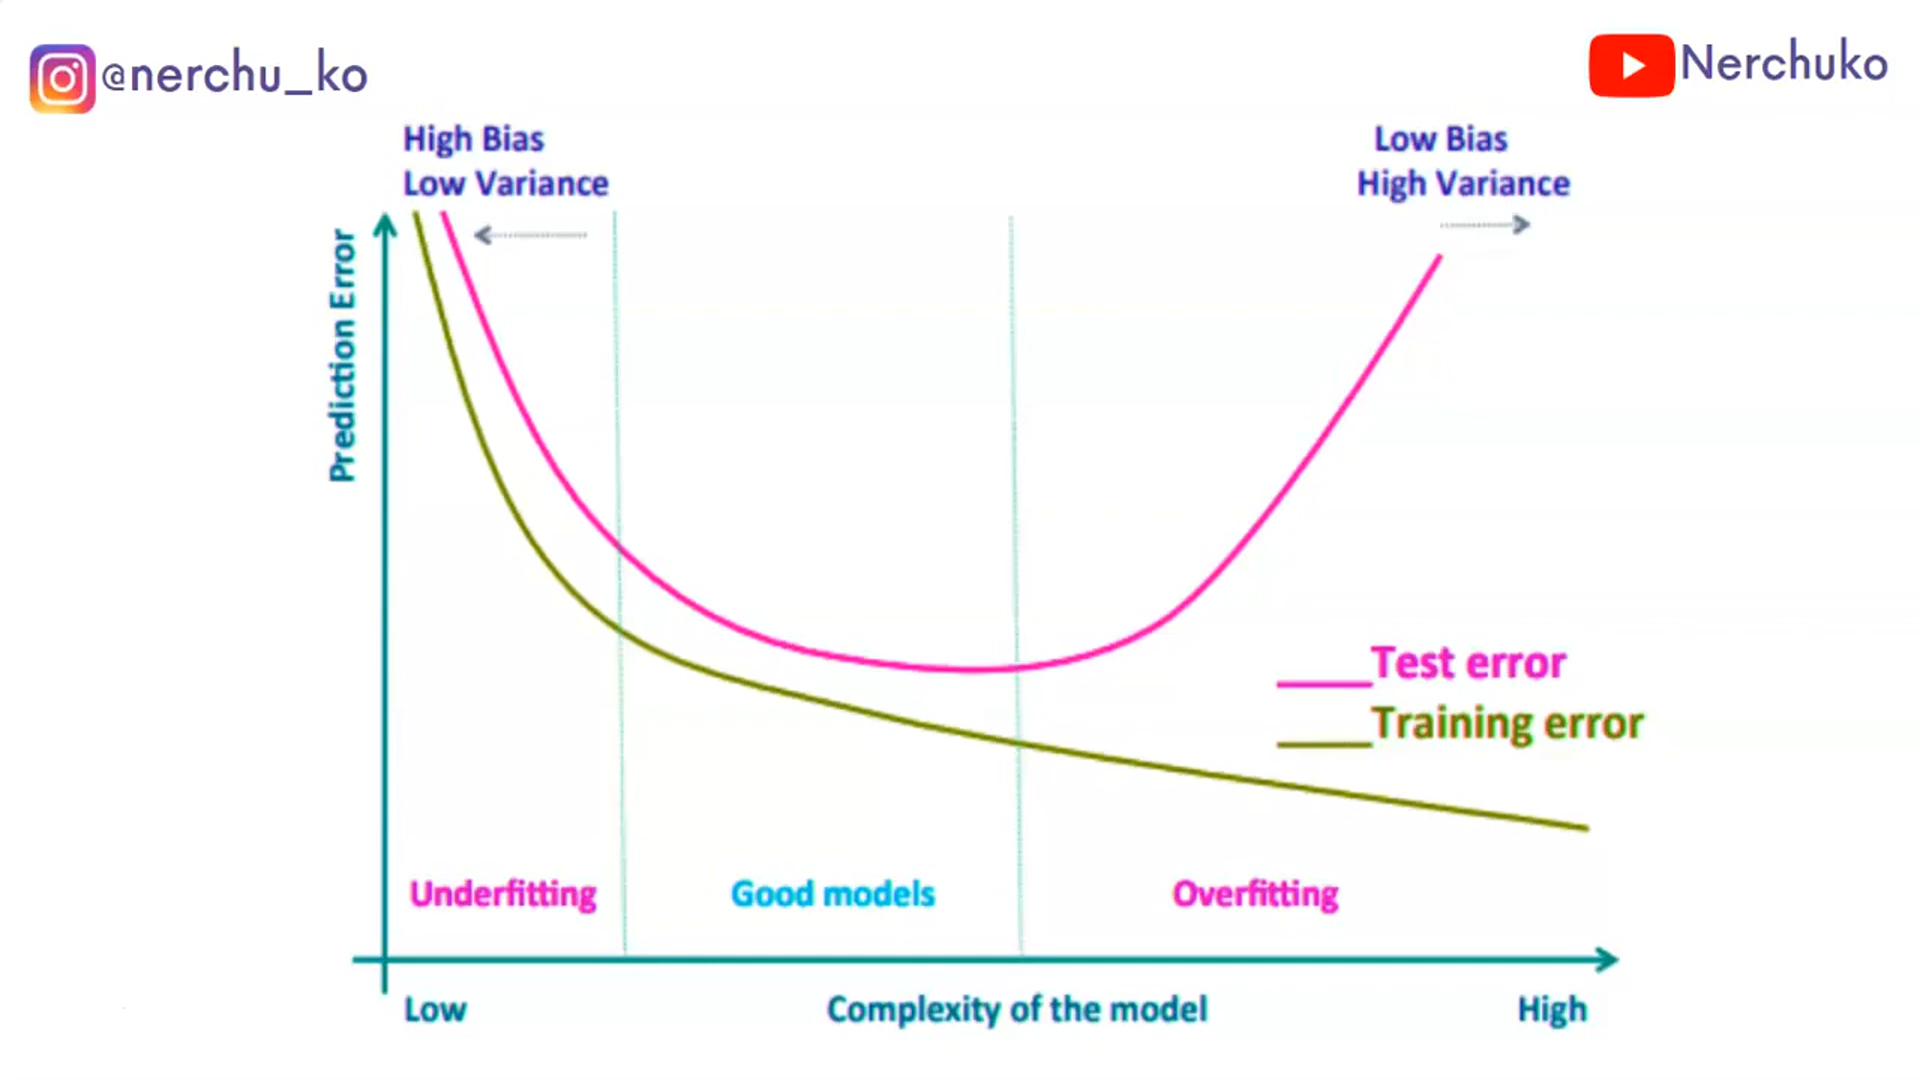 @nerchu_ko
Nerchuko
High Bias
Low Variance
Low Bias
High Variance
Prediction Error
Test error
Training error
Underfitting
Good models
Overfitting
Low
Complexity of the model
High